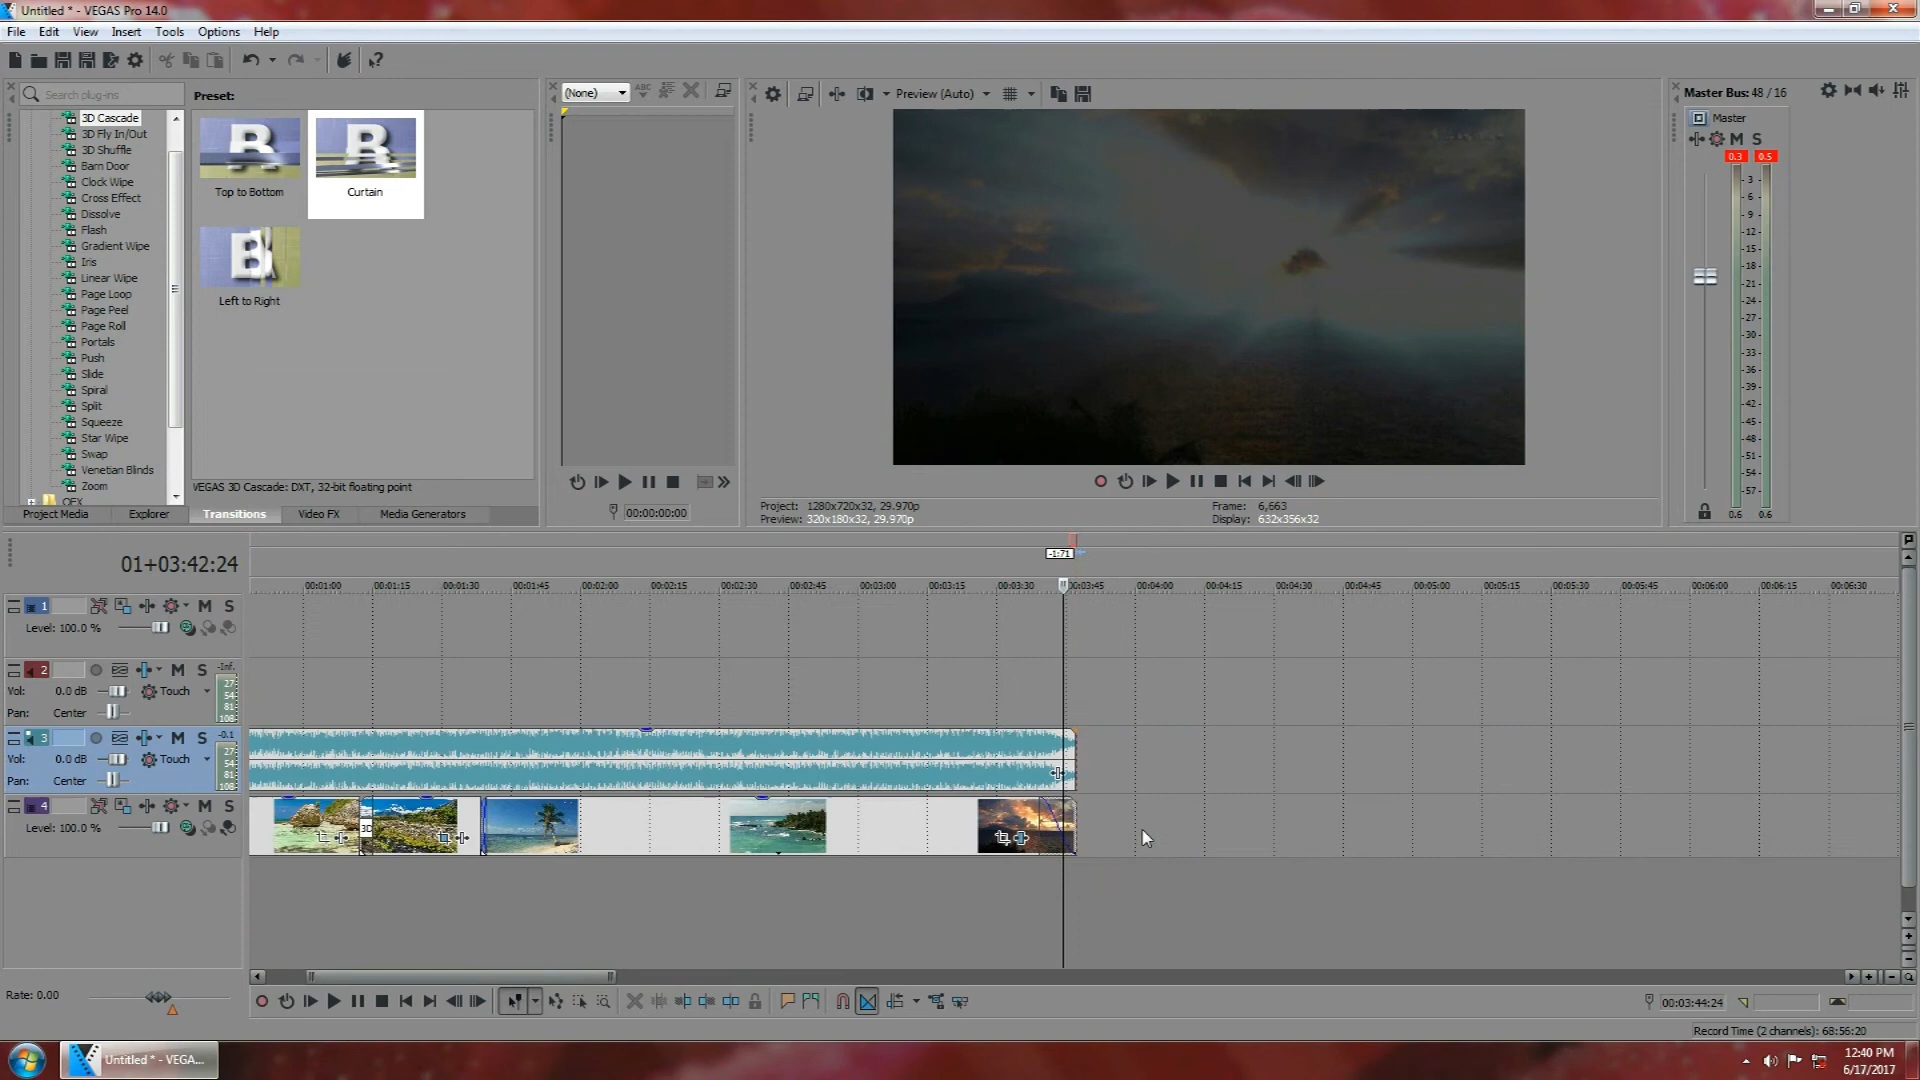 Untitled * - VEGAS Pro 14.0
File Edit View Insert Tools Options Help
Search plug-ins
Preset:
3D Cascade
3D Fly In/Out
3D Shuffle
Barn Door
Clock Wipe
Cross Effect
Dissolve
Flash
Gradient Wipe
Iris
Linear Wipe
Page Loop
Page Peel
Page Roll
Portals
Push
Slide
Spiral
Split
Squeeze
Star Wipe
Swap
Venetian Blinds
Zoom
OFX
Top to Bottom
Curtain
Left to Right
VEGAS 3D Cascade: DXT, 32-bit floating point
Project Media Explorer Transitions Video FX Media Generators
(None)
00:00:00:00
Preview (Auto)
Project: 1280x720x32, 29.970p
Preview: 320x180x32, 29.970p
Frame: 6,663
Display: 632x356x32
Master Bus: 48 / 16
Master
M S
0.3 0.5
3
6
9
-12-
-15-
-18-
-21-
-24-
-27-
-30-
-33-
-36-
-39-
-42-
-45-
-48-
-51-
-54-
-57-
0.6 0.6
01+03:42:24
-1:71
00:01:00 00:01:15 00:01:30 00:01:45 00:02:00 00:02:15 00:02:30 00:02:45 00:03:00 00:03:15 00:03:30 00:03:45 00:04:00 00:04:15 00:04:30 00:04:45 00:05:00 00:05:15 00:05:30 00:05:45 00:06:00 00:06:15 00:06:30
1 M S
Level: 100.0 %
2 M S -Inf.
Vol: 0.0 dB Touch
Pan: Center
27
54
81
108
3 M S -0.1
Vol: 0.0 dB Touch
Pan: Center
27
54
81
108
4 M S
Level: 100.0 %
3D
Rate: 0.00
00:03:44:24
Record Time (2 channels): 68:56:20
Untitled * - VEGA...
12:40 PM
6/17/2017